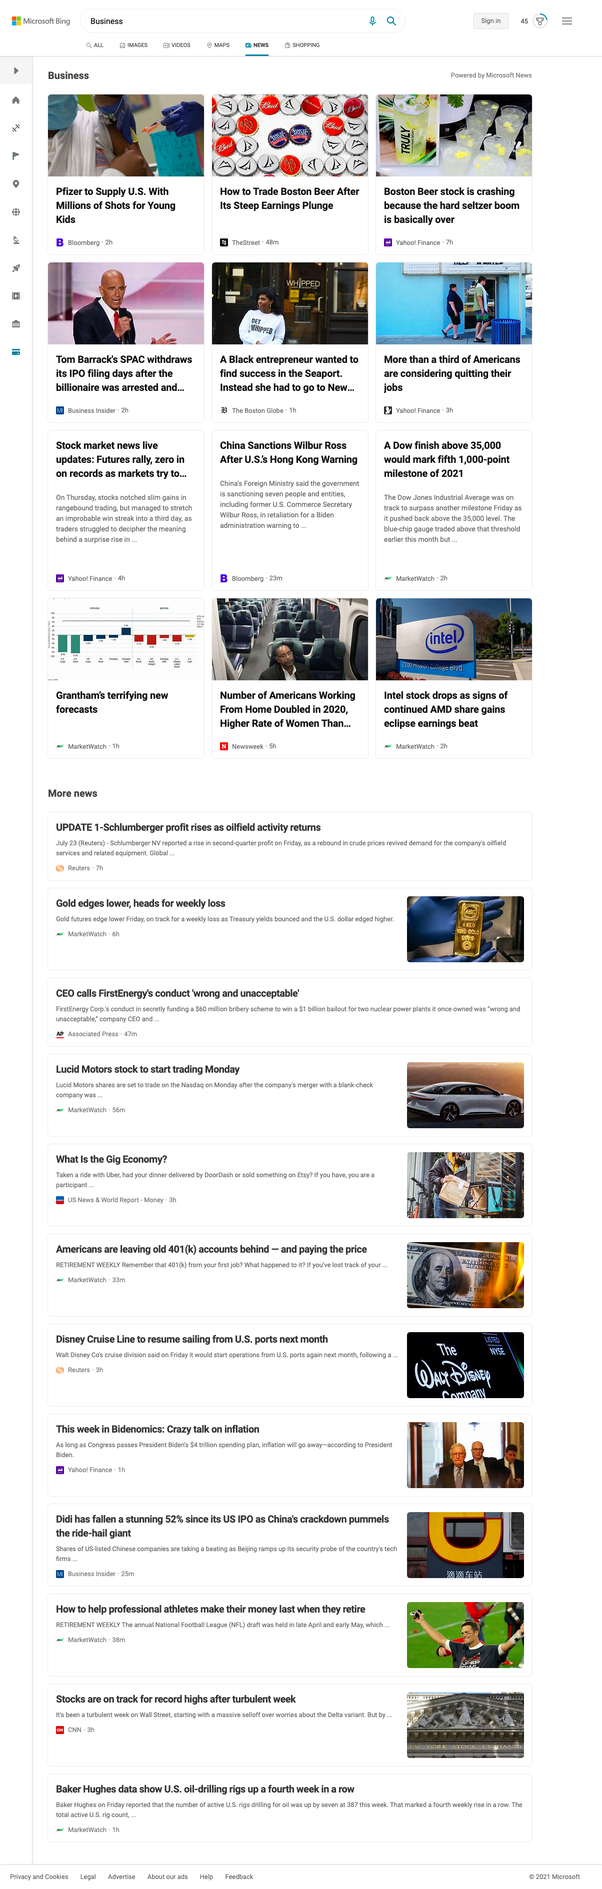 Microsoft Bing
Business
Sign in
45
ALL
IMAGES
VIDEOS
MAPS
NEWS
SHOPPING
Business
Powered by Microsoft News
TRULY
Pfizer to Supply U.S. With
Millions of Shots for Young
Kids
Bloomberg · 2h
How to Trade Boston Beer After
Its Steep Earnings Plunge
TheStreet · 48m
Boston Beer stock is crashing
because the hard seltzer boom
is basically over
Yahoo! Finance · 7h
WHIPPED
GET
WHIPPED
HELP WANTED
Tom Barrack's SPAC withdraws
its IPO filing days after the
billionaire was arrested and...
Business Insider · 2h
A Black entrepreneur wanted to
find success in the Seaport.
Instead she had to go to New...
The Boston Globe · 1h
More than a third of Americans
are considering quitting their
jobs
Yahoo! Finance · 3h
Stock market news live
updates: Futures rally, zero in
on records as markets try to...
On Thursday, stocks notched slim gains in
rangebound trading, but managed to stretch
an improbable win streak into a third day, as
traders struggled to decipher the meaning
behind a surprise rise in ...
Yahoo! Finance · 4h
China Sanctions Wilbur Ross
After U.S.'s Hong Kong Warning
China's Foreign Ministry said the government
is sanctioning seven people and entities,
including former U.S. Commerce Secretary
Wilbur Ross, in retaliation for a Biden
administration warning to ...
Bloomberg · 23m
A Dow finish above 35,000
would mark fifth 1,000-point
milestone of 2021
The Dow Jones Industrial Average was on
track to surpass another milestone Friday as
it pushed back above the 35,000 level. The
blue-chip gauge traded above that threshold
earlier this month but ...
MarketWatch · 2h
intel
2200 Mission College Blvd.
Grantham's terrifying new
forecasts
MarketWatch · 1h
Number of Americans Working
From Home Doubled in 2020,
Higher Rate of Women Than...
Newsweek · 5h
Intel stock drops as signs of
continued AMD share gains
eclipse earnings beat
MarketWatch · 2h
More news
UPDATE 1-Schlumberger profit rises as oilfield activity returns
July 23 (Reuters) - Schlumberger NV reported a rise in second-quarter profit on Friday, as a rebound in crude prices revived demand for the company's oilfield
services and related equipment. Global ...
Reuters · 7h
Gold edges lower, heads for weekly loss
Gold futures edge lower Friday, on track for a weekly loss as Treasury yields bounced and the U.S. dollar edged higher.
MarketWatch · 6h
CEO calls FirstEnergy's conduct 'wrong and unacceptable'
FirstEnergy Corp.'s conduct in secretly funding a $60 million bribery scheme to win a $1 billion bailout for two nuclear power plants it once owned was "wrong and
unacceptable," company CEO and ...
AP
Associated Press · 47m
Lucid Motors stock to start trading Monday
Lucid Motors shares are set to trade on the Nasdaq on Monday after the company's merger with a blank-check
company was ...
MarketWatch · 56m
What Is the Gig Economy?
Taken a ride with Uber, had your dinner delivered by DoorDash or sold something on Etsy? If you have, you are a
participant ...
US News & World Report - Money · 3h
Americans are leaving old 401(k) accounts behind — and paying the price
RETIREMENT WEEKLY Remember that 401(k) from your first job? What happened to it? If you've lost track of your ...
MarketWatch · 33m
Disney Cruise Line to resume sailing from U.S. ports next month
Walt Disney Co's cruise division said on Friday it would start operations from U.S. ports again next month, following a ...
Reuters · 3h
LISTED
NYSE
The
Walt Disney
Company
This week in Bidenomics: Crazy talk on inflation
As long as Congress passes President Biden's $4 trillion spending plan, inflation will go away—according to President
Biden.
Yahoo! Finance · 1h
Didi has fallen a stunning 52% since its US IPO as China's crackdown pummels
the ride-hail giant
Shares of US-listed Chinese companies are taking a beating as Beijing ramps up its security probe of the country's tech
firms ...
Business Insider · 25m
滴滴车站
How to help professional athletes make their money last when they retire
RETIREMENT WEEKLY The annual National Football League (NFL) draft was held in late April and early May, which ...
MarketWatch · 38m
Stocks are on track for record highs after turbulent week
It's been a turbulent week on Wall Street, starting with a massive selloff over worries about the Delta variant. But by ...
CNN · 3h
Baker Hughes data show U.S. oil-drilling rigs up a fourth week in a row
Baker Hughes on Friday reported that the number of active U.S. rigs drilling for oil was up by seven at 387 this week. That marked a fourth weekly rise in a row. The
total active U.S. rig count, ...
MarketWatch · 1h
Privacy and Cookies
Legal
Advertise
About our ads
Help
Feedback
© 2021 Microsoft